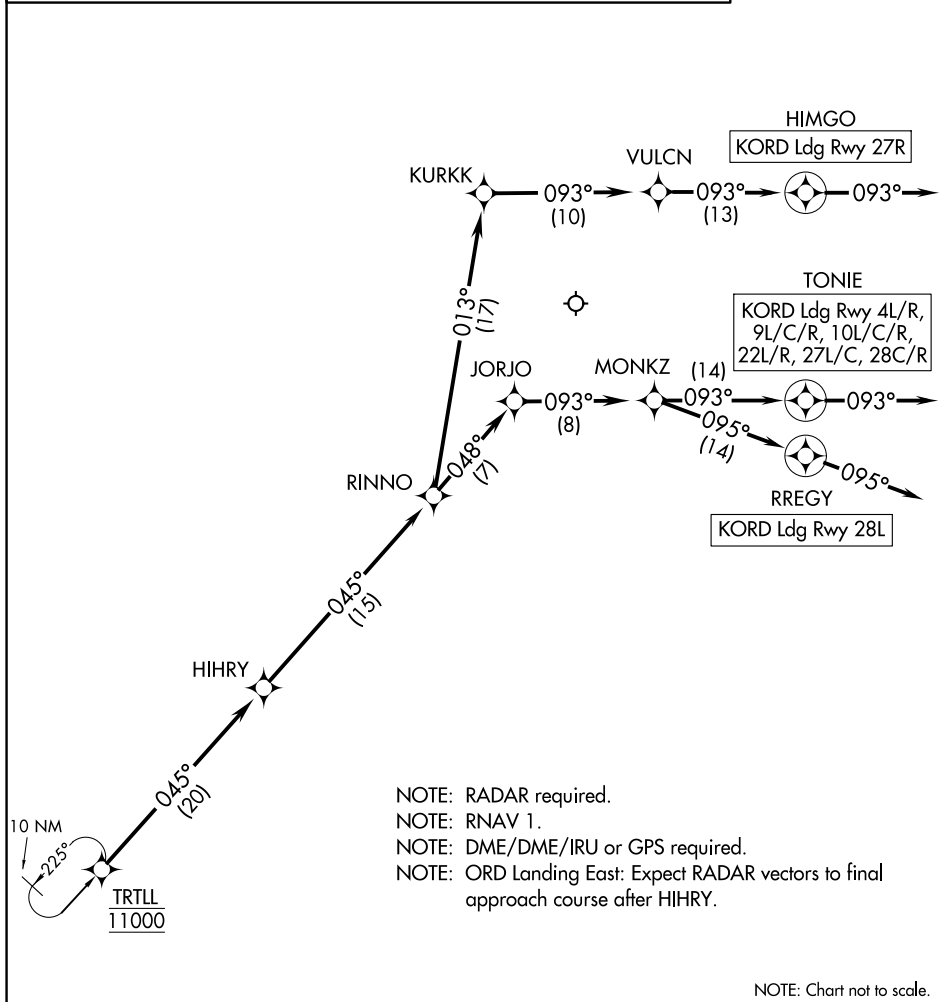 HIMGO
KORD Ldg Rwy 27R
VULCN
KURKK
093°
(10)
093°
(13)
093°
TONIE
KORD Ldg Rwy 4L/R,
9L/C/R, 10L/C/R,
22L/R, 27L/C, 28C/R
013°
(17)
JORJO
MONKZ
(14)
093°
(8)
093°
093°
095°
(14)
048°
(7)
RINNO
095°
RREGY
KORD Ldg Rwy 28L
045°
(15)
HIHRY
045°
(20)
10 NM
225°
TRTLL
11000
NOTE: RADAR required.
NOTE: RNAV 1.
NOTE: DME/DME/IRU or GPS required.
NOTE: ORD Landing East: Expect RADAR vectors to final
approach course after HIHRY.
NOTE: Chart not to scale.